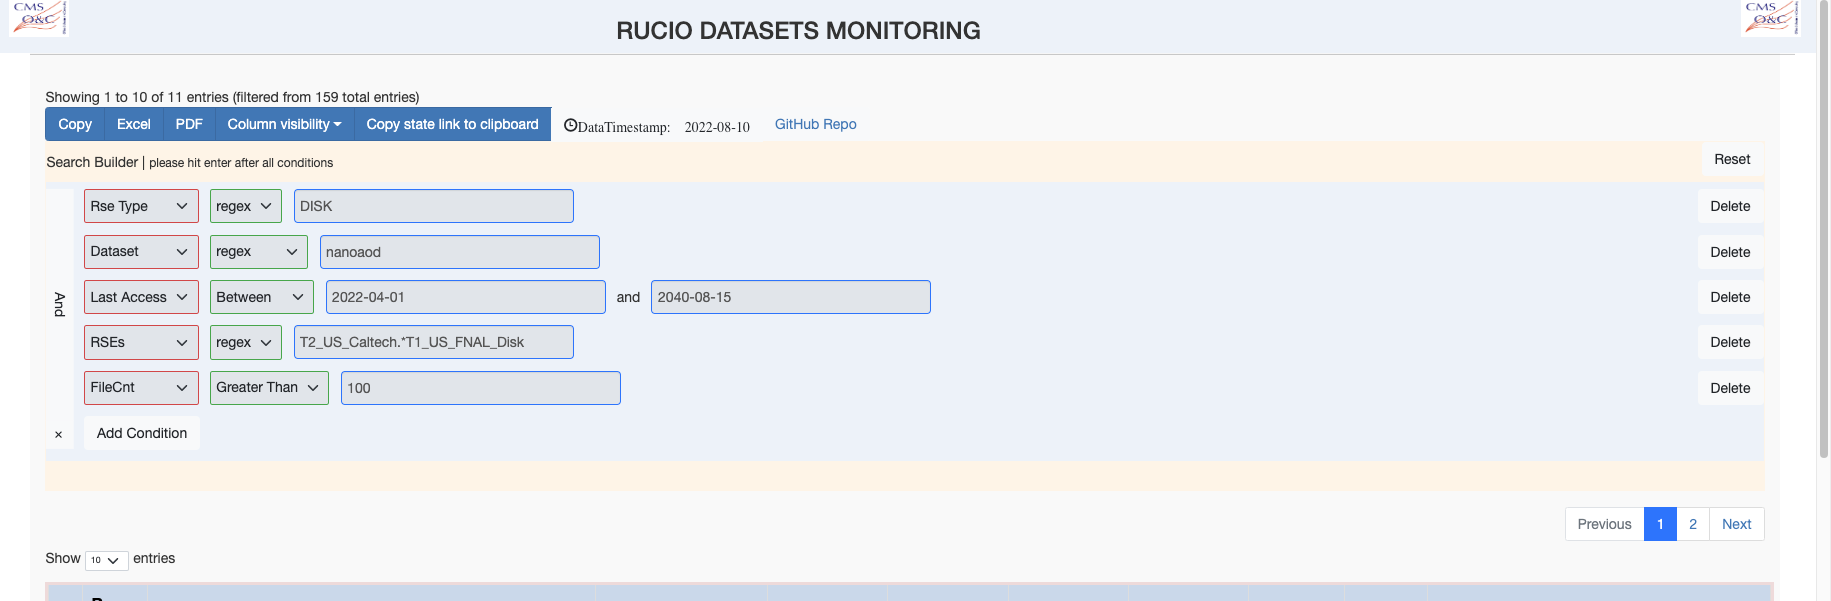 CMS
O&C
RUCIO DATASETS MONITORING
CMS
O&C
Showing 1 to 10 of 11 entries (filtered from 159 total entries)
Copy Excel PDF Column visibility Copy state link to clipboard DataTimestamp: 2022-08-10 GitHub Repo
Search Builder | please hit enter after all conditions Reset
And
Rse Type regex DISK Delete
Dataset regex nanoaod Delete
Last Access Between 2022-04-01 and 2040-08-15 Delete
RSEs regex T2_US_Caltech.*T1_US_FNAL_Disk Delete
FileCnt Greater Than 100 Delete
× Add Condition
Previous 1 2 Next
Show 10 entries